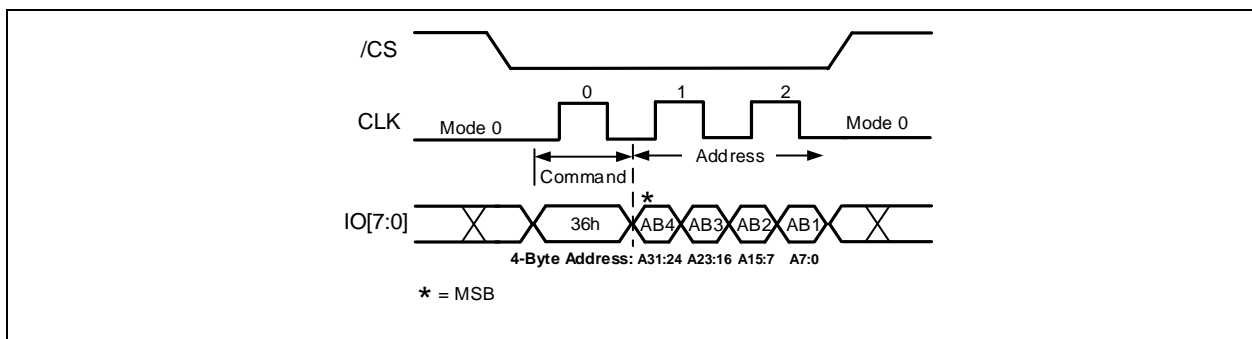 /CS
0 1 2
CLK Mode 0 Mode 0
Address
Command
*
IO[7:0] 36h AB4 AB3 AB2 AB1
4-Byte Address: A31:24 A23:16 A15:7 A7:0
* = MSB